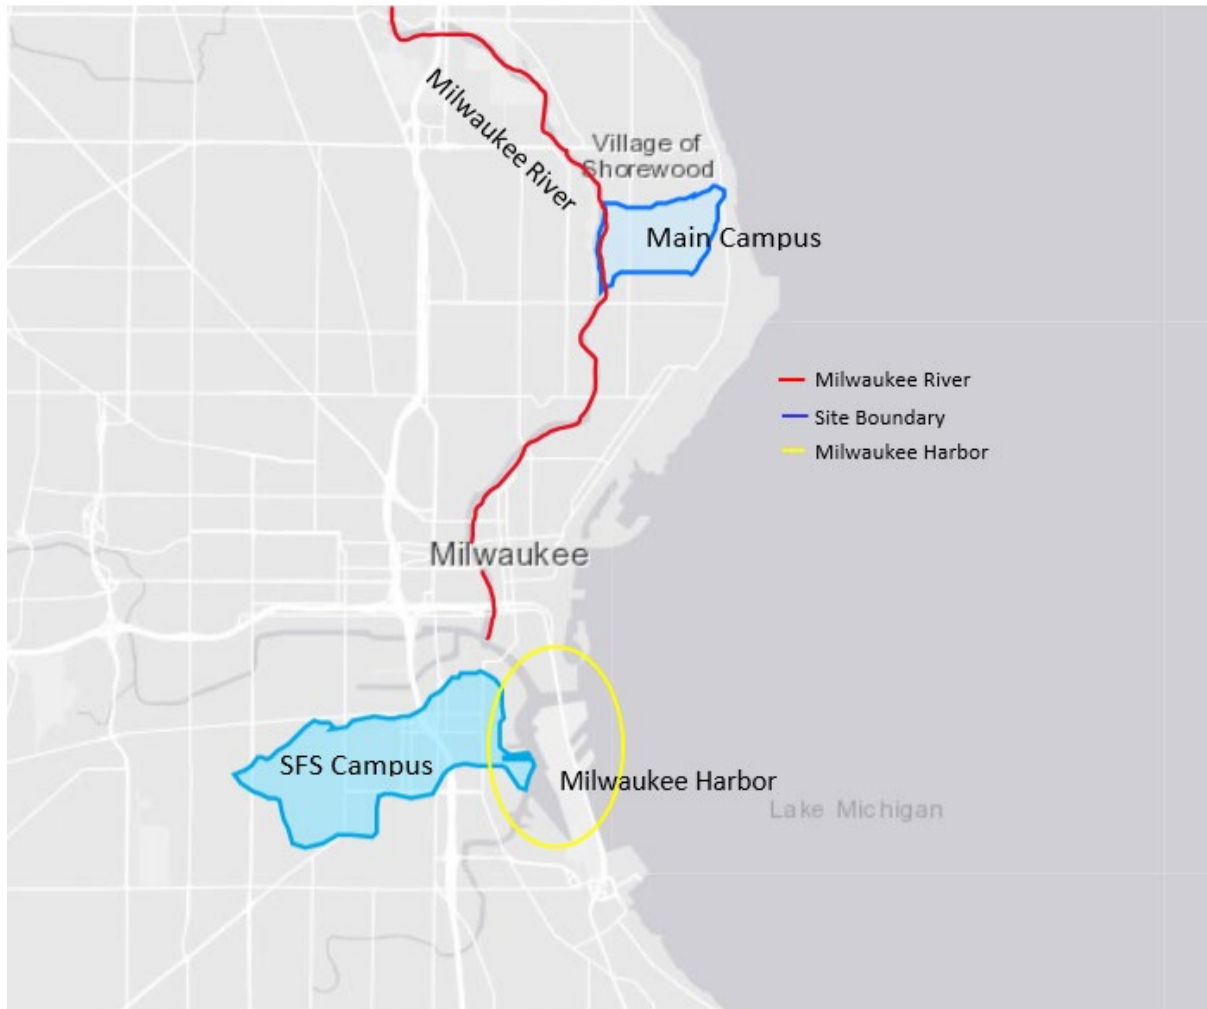 Milwaukee River
Village of
Shorewood
Main Campus
Milwaukee River
Site Boundary
Milwaukee Harbor
Milwaukee
SFS Campus
Milwaukee Harbor
Lake Michigan